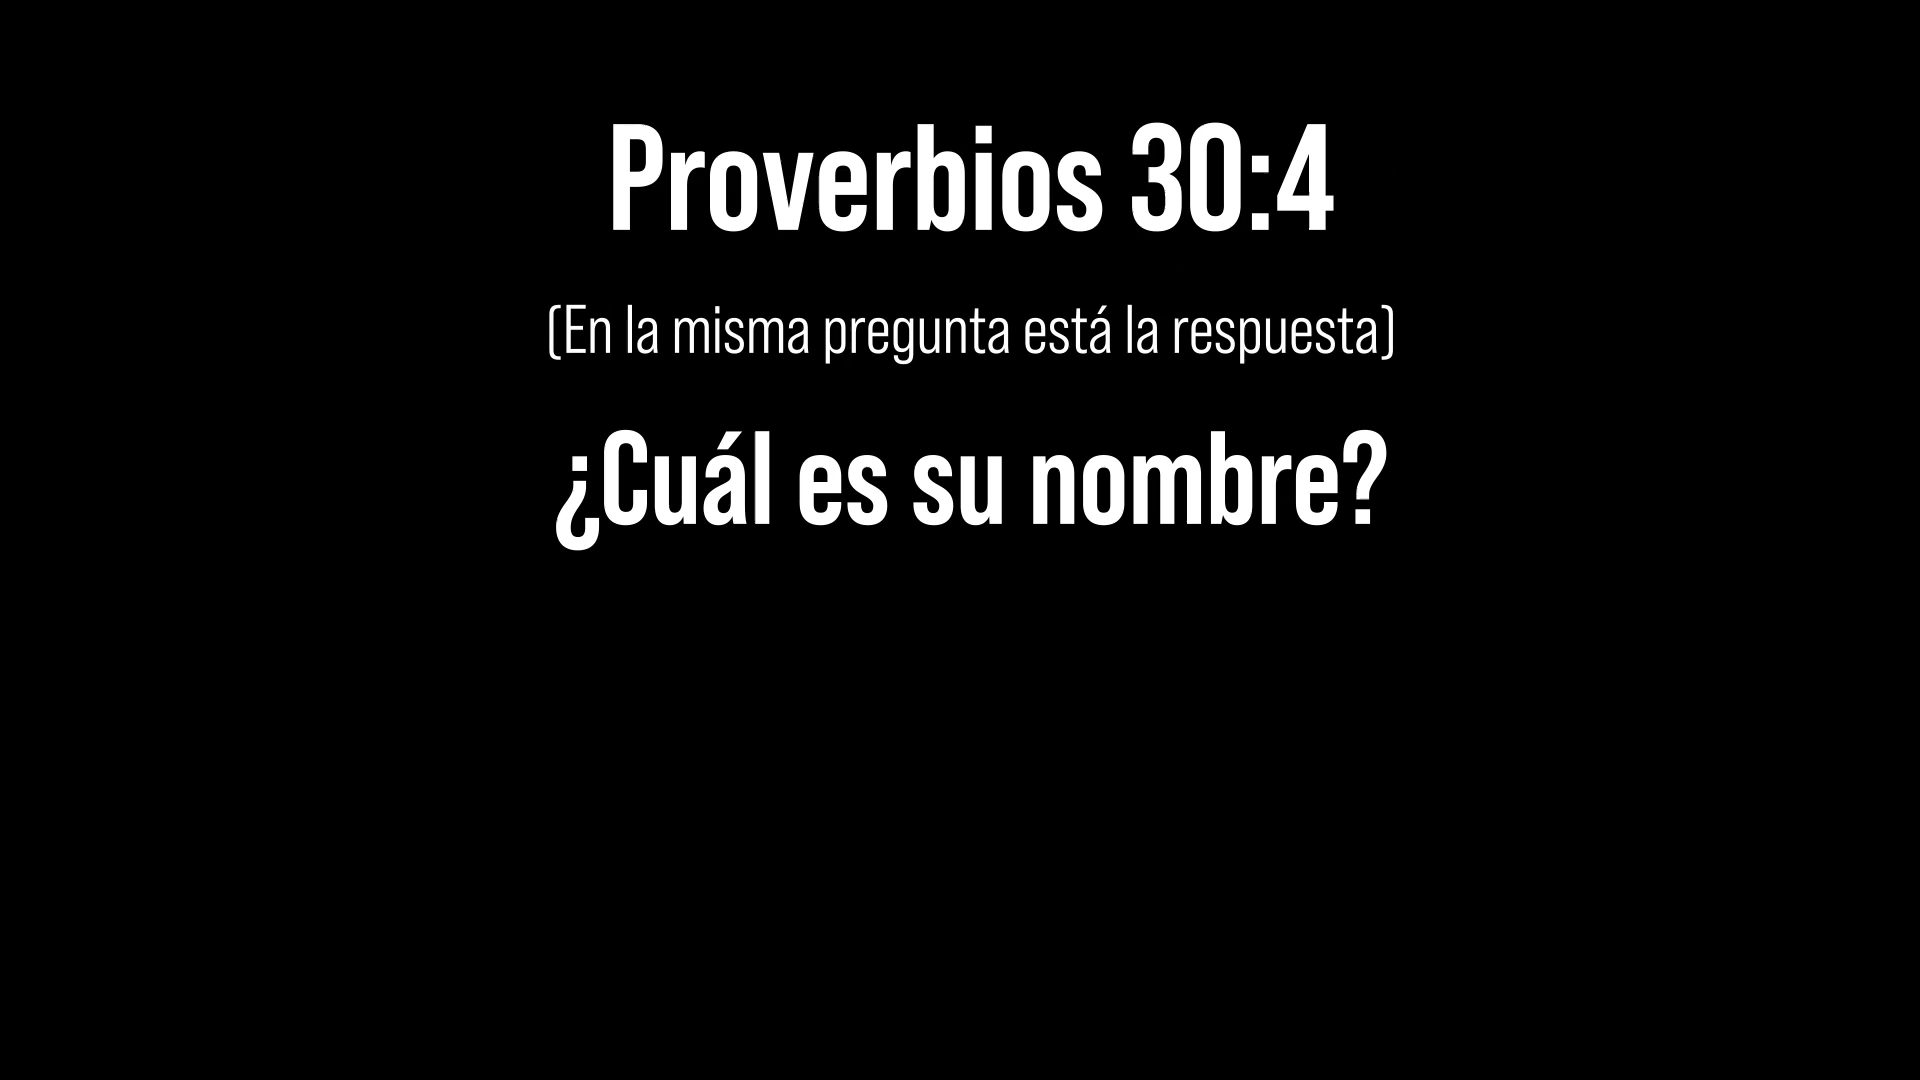 Proverbios 30:4
(En la misma pregunta está la respuesta)
¿Cuál es su nombre?